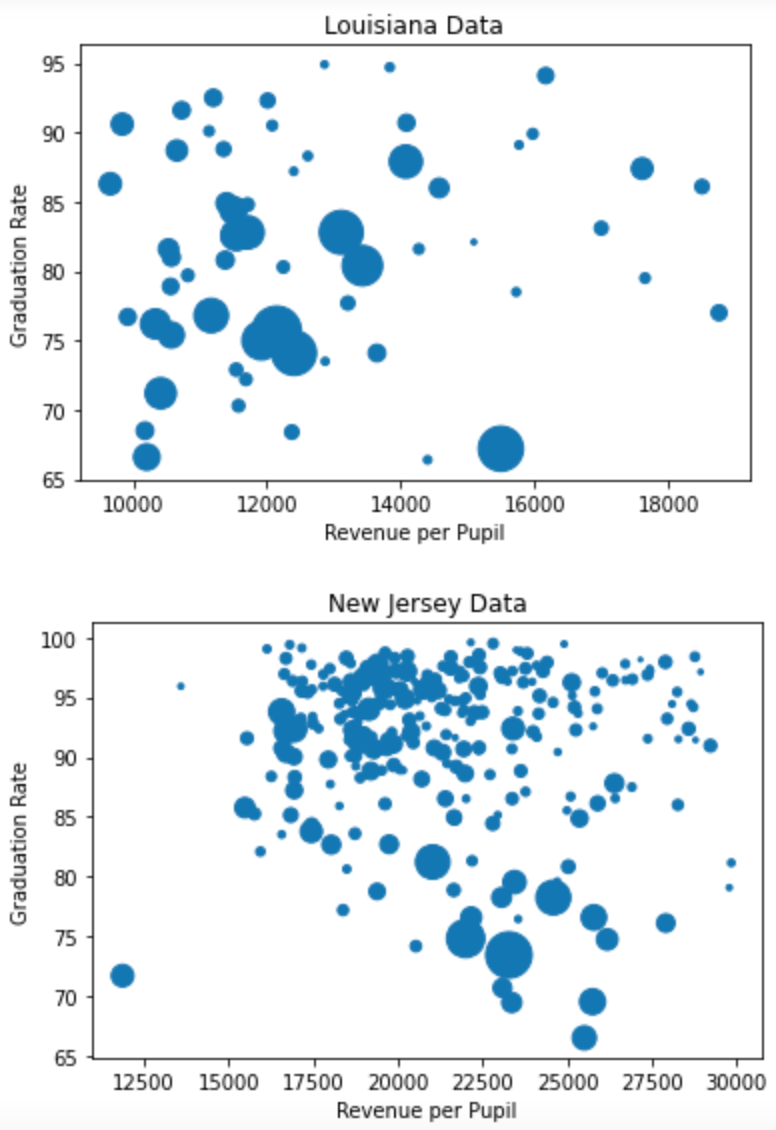 Louisiana Data
95
90
85
80
75
70
65
Graduation Rate
10000 12000 14000 16000 18000
Revenue per Pupil
New Jersey Data
100
95
90
85
80
75
70
65
Graduation Rate
12500 15000 17500 20000 22500 25000 27500 30000
Revenue per Pupil